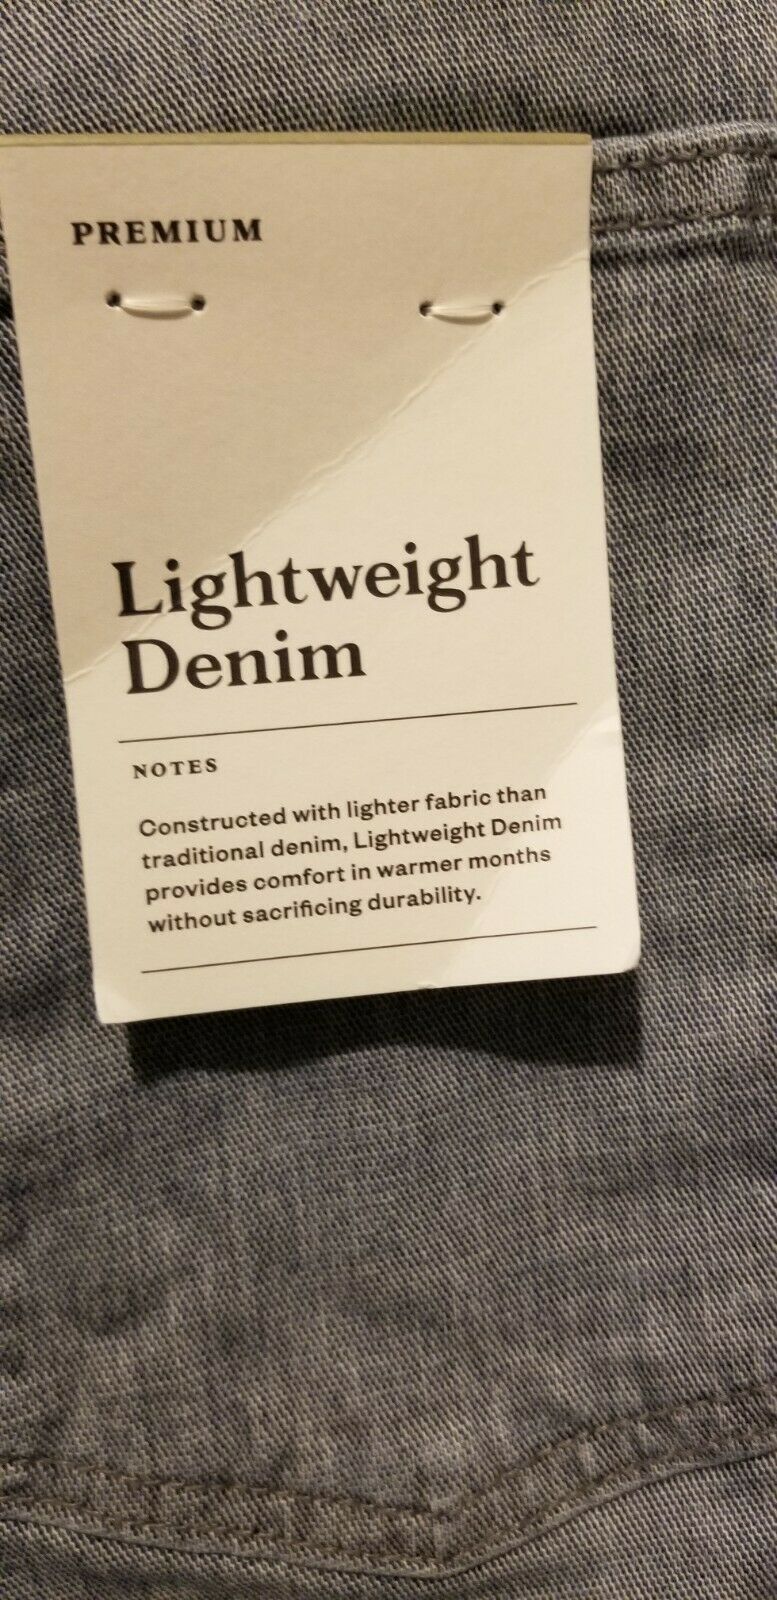 PREMIUM
Lightweight
Denim
NOTES
Constructed with lighter fabric than
traditional denim, Lightweight Denim
provides comfort in warmer months
without sacrificing durability.